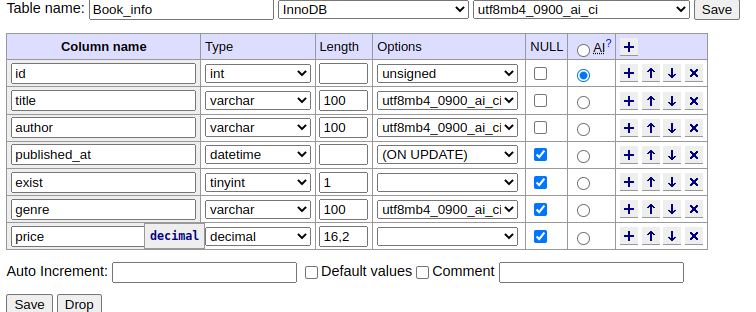 Table name: Book_info InnoDB utf8mb4_0900_ai_ci Save
Column name Type Length Options NULL AI?
id int unsigned
title varchar 100 utf8mb4_0900_ai_ci
author varchar 100 utf8mb4_0900_ai_ci
published_at datetime (ON UPDATE)
exist tinyint 1
genre varchar 100 utf8mb4_0900_ai_ci
price decimal decimal 16,2
Auto Increment: Default values Comment
Save Drop